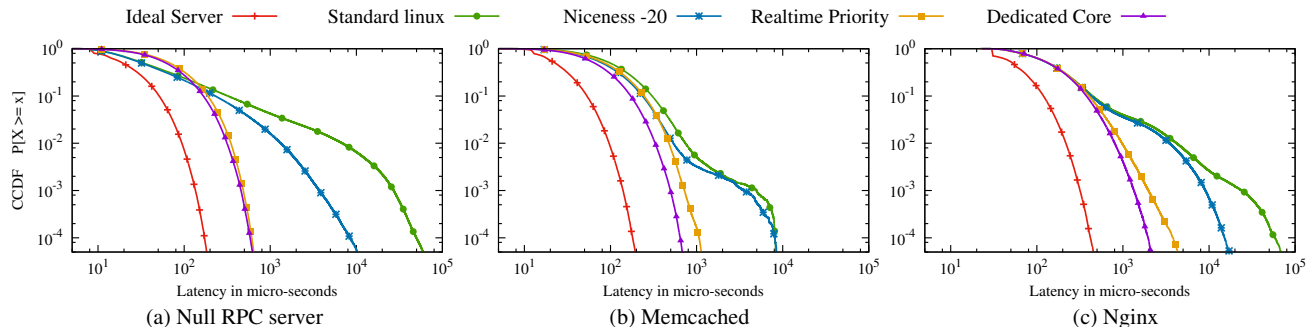 Ideal Server Standard linux Niceness -20 Realtime Priority Dedicated Core
CCDF P[X >= x]
10^0
10^-1
10^-2
10^-3
10^-4
10^1 10^2 10^3 10^4 10^5
Latency in micro-seconds
(a) Null RPC server
10^0
10^-1
10^-2
10^-3
10^-4
10^1 10^2 10^3 10^4 10^5
Latency in micro-seconds
(b) Memcached
10^0
10^-1
10^-2
10^-3
10^-4
10^1 10^2 10^3 10^4 10^5
Latency in micro-seconds
(c) Nginx